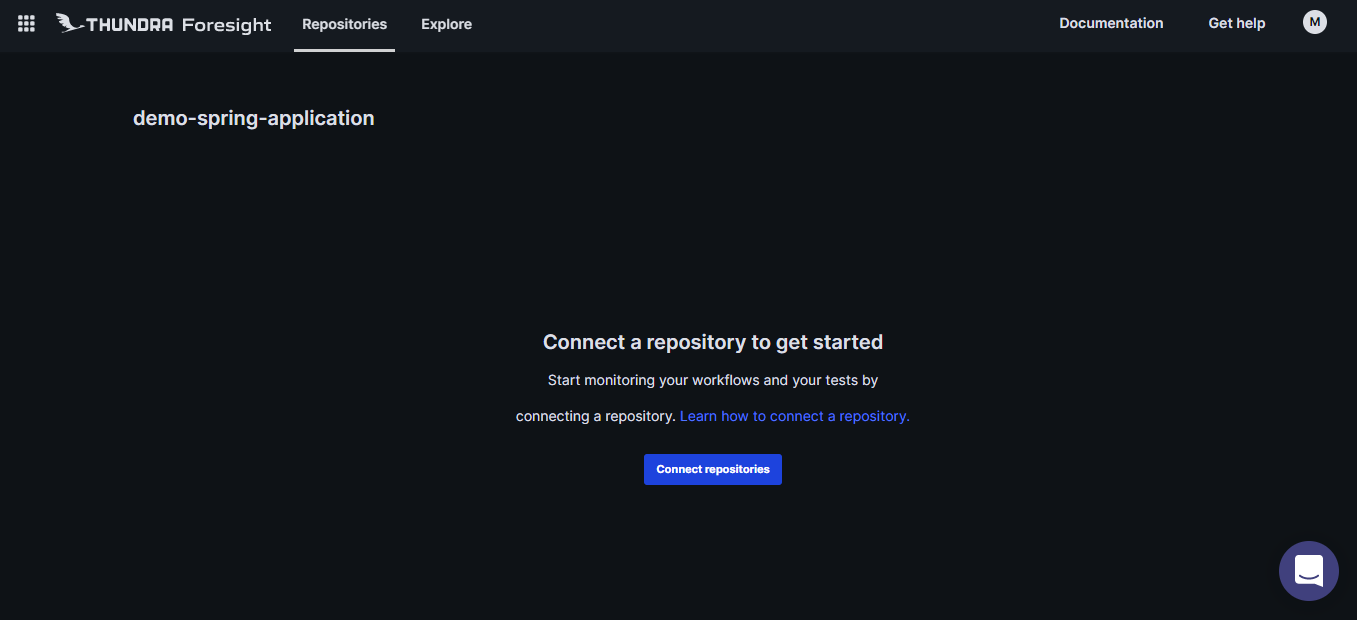 THUNDRA Foresight Repositories Explore Documentation Get help M
demo-spring-application
Connect a repository to get started
Start monitoring your workflows and your tests by
connecting a repository. Learn how to connect a repository.
Connect repositories